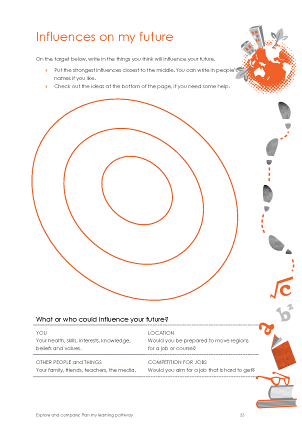 Influences on my future
On the target below, write in the things you think will influence your future.
Put the strongest influences closest to the middle. You can write in people's
names if you like.
Check out the ideas at the bottom of the page, if you need some help.
√c
a
b²
What or who could influence your future?
YOU
Your health, skills, interests, knowledge,
beliefs and values.
LOCATION
Would you be prepared to move regions
for a job or course?
OTHER PEOPLE and THINGS
Your family, friends, teachers, the media.
COMPETITION FOR JOBS
Would you aim for a job that is hard to get?
Explore and compare: Plan my learning pathway